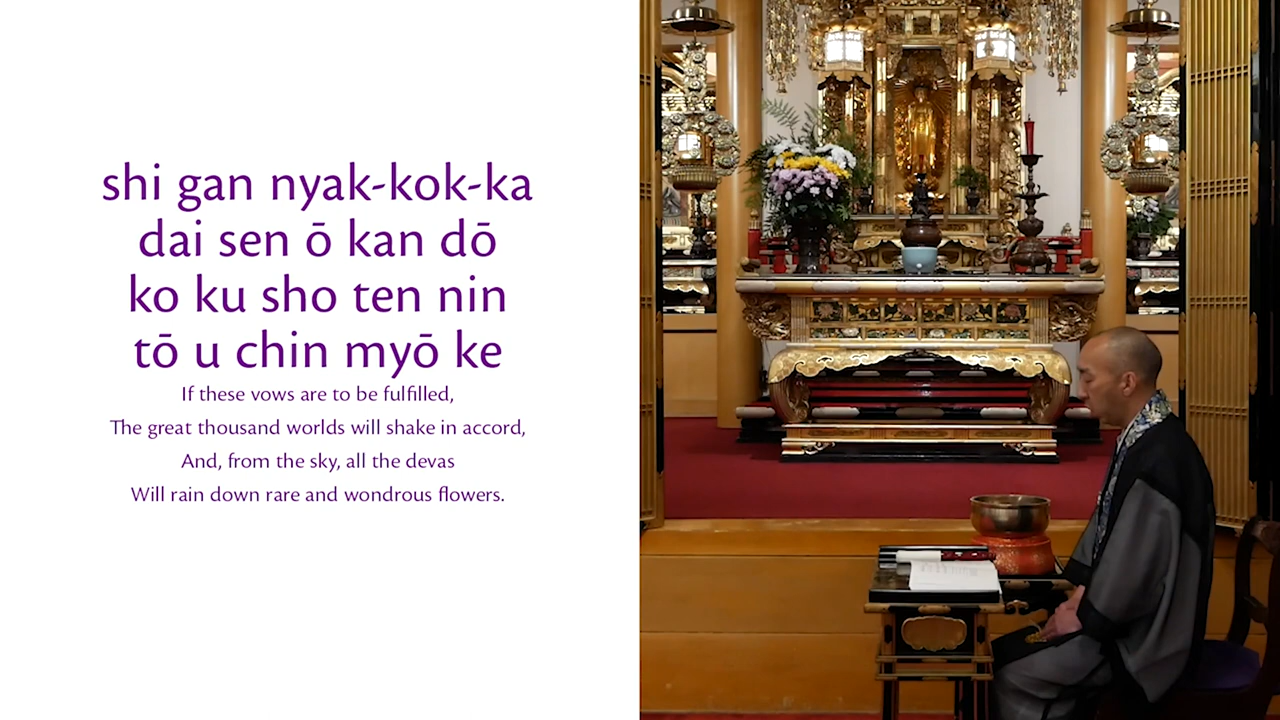 shi gan nyak-kok-ka
dai sen ō kan dō
ko ku sho ten nin
tō u chin myō ke
If these vows are to be fulfilled,
The great thousand worlds will shake in accord,
And, from the sky, all the devas
Will rain down rare and wondrous flowers.